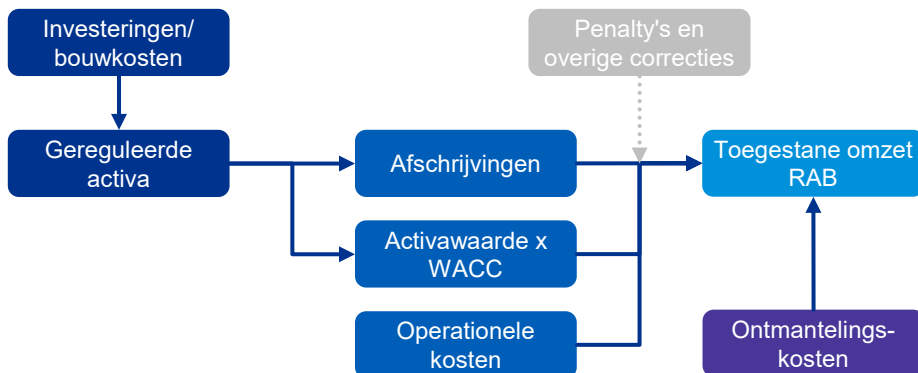 Investeringen/
bouwkosten
Penalty's en
overige correcties
Gereguleerde
activa
Afschrijvingen
Toegestane omzet
RAB
Activawaarde x
WACC
Operationele
kosten
Ontmantelings-
kosten